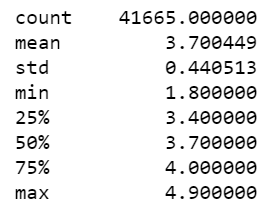 count 41665.000000
mean 3.700449
std 0.440513
min 1.800000
25% 3.400000
50% 3.700000
75% 4.000000
max 4.900000